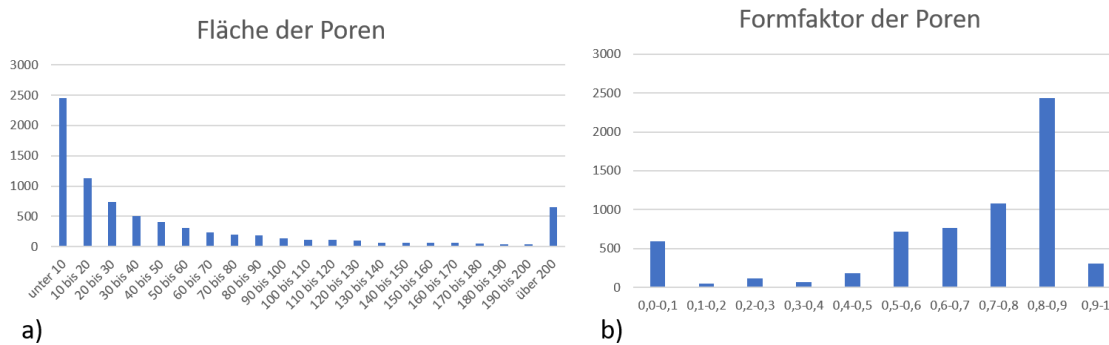 Fläche der Poren
3000
2500
2000
1500
1000
500
0
unter 10
10 bis 20
20 bis 30
30 bis 40
40 bis 50
50 bis 60
60 bis 70
70 bis 80
80 bis 90
90 bis 100
100 bis 110
110 bis 120
120 bis 130
130 bis 140
140 bis 150
150 bis 160
160 bis 170
170 bis 180
180 bis 190
190 bis 200
über 200
a)
Formfaktor der Poren
3000
2500
2000
1500
1000
500
0
0,0-0,1 0,1-0,2 0,2-0,3 0,3-0,4 0,4-0,5 0,5-0,6 0,6-0,7 0,7-0,8 0,8-0,9 0,9-1
b)